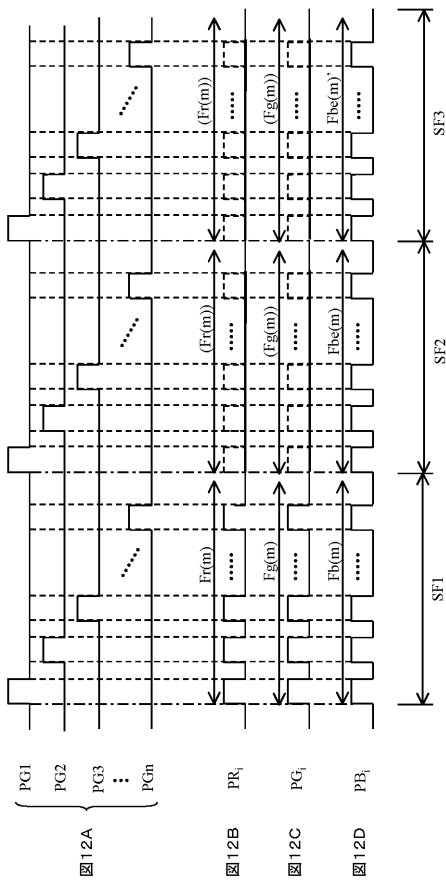 図12A
PG1
PG2
PG3
PGn
図12B
PRi
Fr(m)
(Fr(m))
(Fr(m))
図12C
PGi
Fg(m)
(Fg(m))
(Fg(m))
図12D
PBi
Fb(m)
Fbe(m)
Fbe(m)'
SF1
SF2
SF3